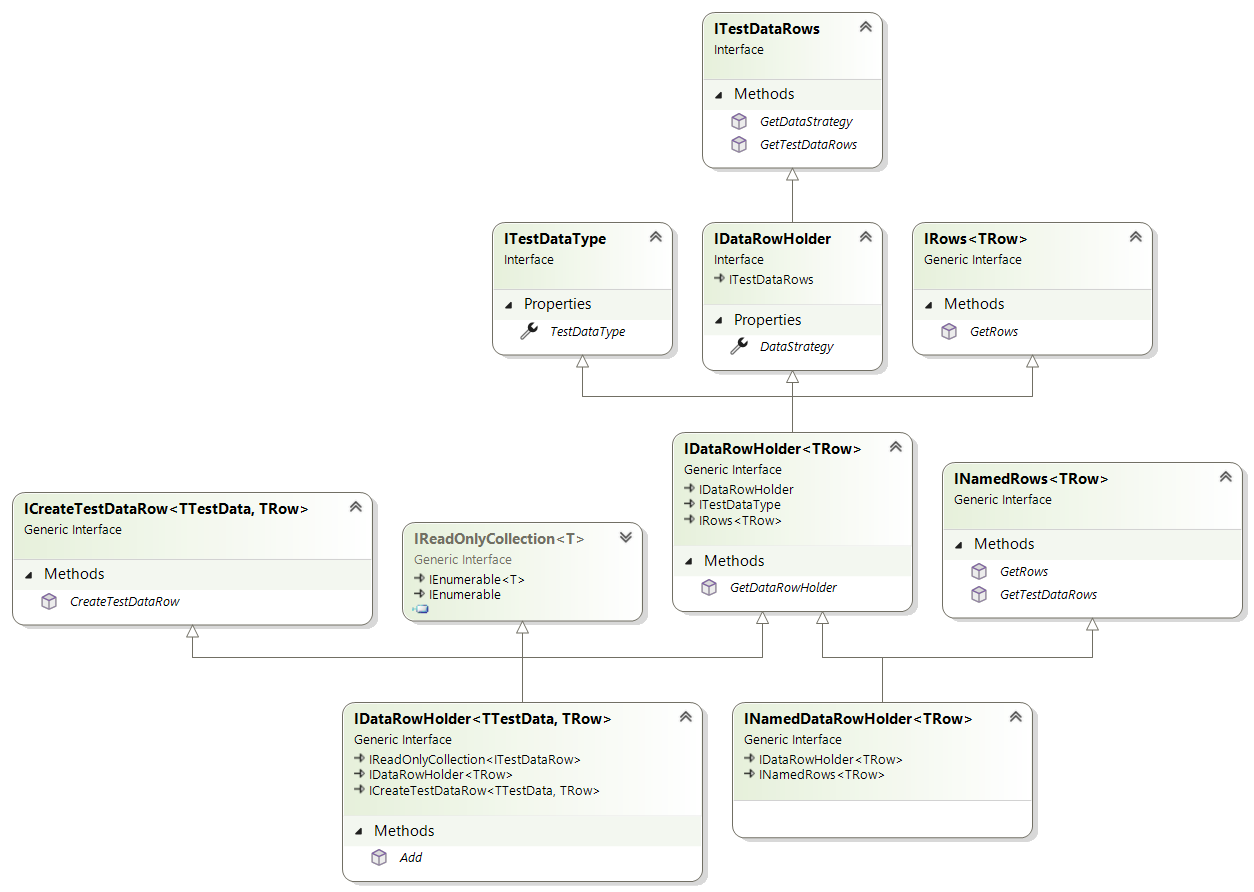 ITestDataRows
Interface
Methods
GetDataStrategy
GetTestDataRows
ITestDataType
Interface
Properties
TestDataType
IDataRowHolder
Interface
ITestDataRows
Properties
DataStrategy
IRows<TRow>
Generic Interface
Methods
GetRows
IDataRowHolder<TRow>
Generic Interface
IDataRowHolder
ITestDataType
IRows<TRow>
Methods
GetDataRowHolder
INamedRows<TRow>
Generic Interface
Methods
GetRows
GetTestDataRows
ICreateTestDataRow<TTestData, TRow>
Generic Interface
Methods
CreateTestDataRow
IReadOnlyCollection<T>
Generic Interface
IEnumerable<T>
IEnumerable
IDataRowHolder<TTestData, TRow>
Generic Interface
IReadOnlyCollection<ITestDataRow>
IDataRowHolder<TRow>
ICreateTestDataRow<TTestData, TRow>
Methods
Add
INamedDataRowHolder<TRow>
Generic Interface
IDataRowHolder<TRow>
INamedRows<TRow>